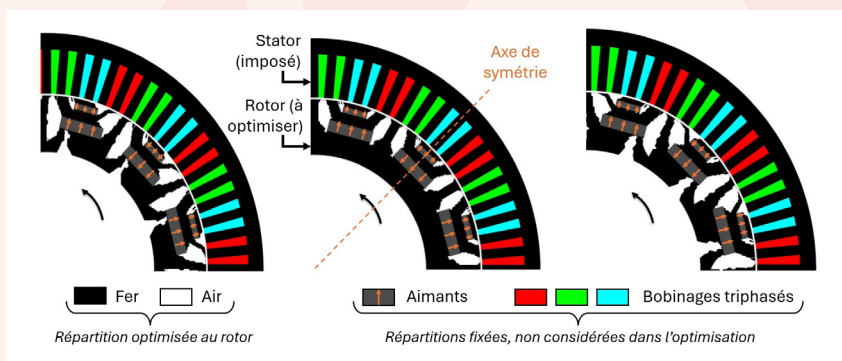 Stator
(imposé)
Rotor (à
optimiser)
Axe de
symétrie
Fer
Air
Répartition optimisée au rotor
Aimants
Bobinages triphasés
Répartitions fixées, non considérées dans l'optimisation